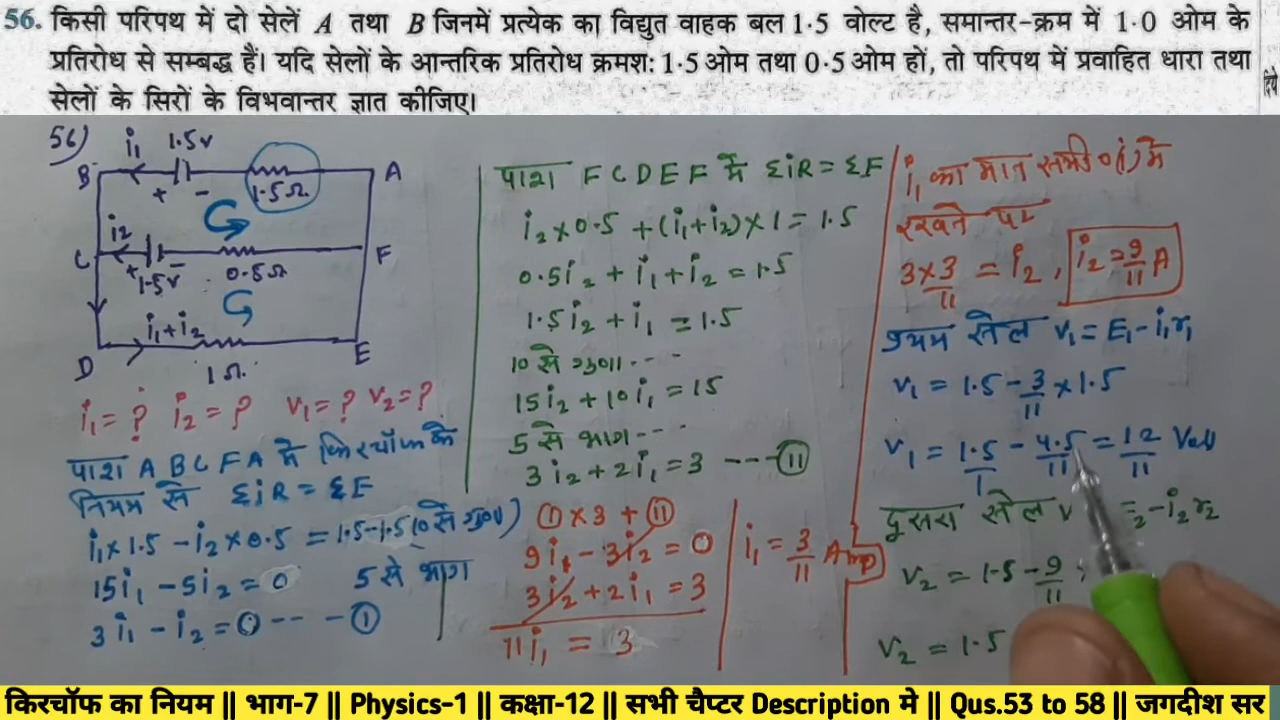 56. किसी परिपथ में दो सेलें A तथा B जिनमें प्रत्येक का विद्युत वाहक बल 1·5 वोल्ट है, समान्तर-क्रम में 1·0 ओम के
प्रतिरोध से सम्बद्ध हैं। यदि सेलों के आन्तरिक प्रतिरोध क्रमश: 1·5 ओम तथा 0·5 ओम हों, तो परिपथ में प्रवाहित धारा तथा
सेलों के सिरों के विभवान्तर ज्ञात कीजिए।
56)
i₁ 1.5v
B + - 1.5Ω A
i₂
C + 1.5v - 0.5Ω F
i₁+i₂
D 1Ω E
i₁ = ? i₂ = ? v₁ = ? v₂ = ?
पाश A B C F A में किरचॉफ के
नियम से ΣiR = ΣE
i₁×1.5 - i₂×0.5 = 1.5-1.5 (10 से गुणा)
15i₁ - 5i₂ = 0 5 से भाग
3i₁ - i₂ = 0 --- ①
पाश F C D E F में ΣiR = ΣE
i₂×0.5 + (i₁+i₂)×1 = 1.5
0.5i₂ + i₁ + i₂ = 1.5
1.5i₂ + i₁ = 1.5
10 से गुणा---
15i₂ + 10i₁ = 15
5 से भाग---
3i₂ + 2i₁ = 3 --- ⑪
①×3 + ⑪
9i₁ - 3i₂ = 0
3i₂ + 2i₁ = 3
11i₁ = 3
i₁ = 3/11 Amp
i₁ का मान समी० (i) में
रखने पर
3×3/11 = i₂, i₂ = 9/11 A
प्रथम सेल v₁ = E₁ - i₁r₁
v₁ = 1.5 - 3/11 × 1.5
v₁ = 1.5/1 - 4.5/11 = 12/11
दूसरा सेल v = ₂ - i₂r₂
v₂ = 1.5 - 9/11
v₂ = 1.5
किरचॉफ का नियम || भाग-7 || Physics-1 || कक्षा-12 || सभी चैप्टर Description मे || Qus.53 to 58 || जगदीश सर